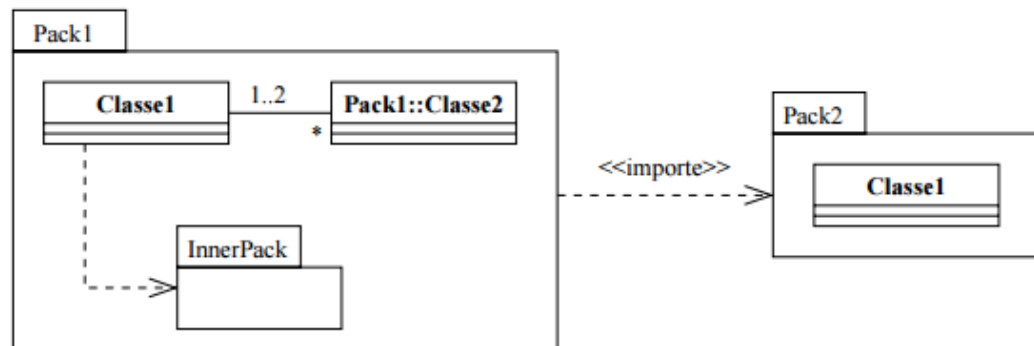 Pack1
Classe1
1..2
*
Pack1::Classe2
InnerPack
<<importe>>
Pack2
Classe1